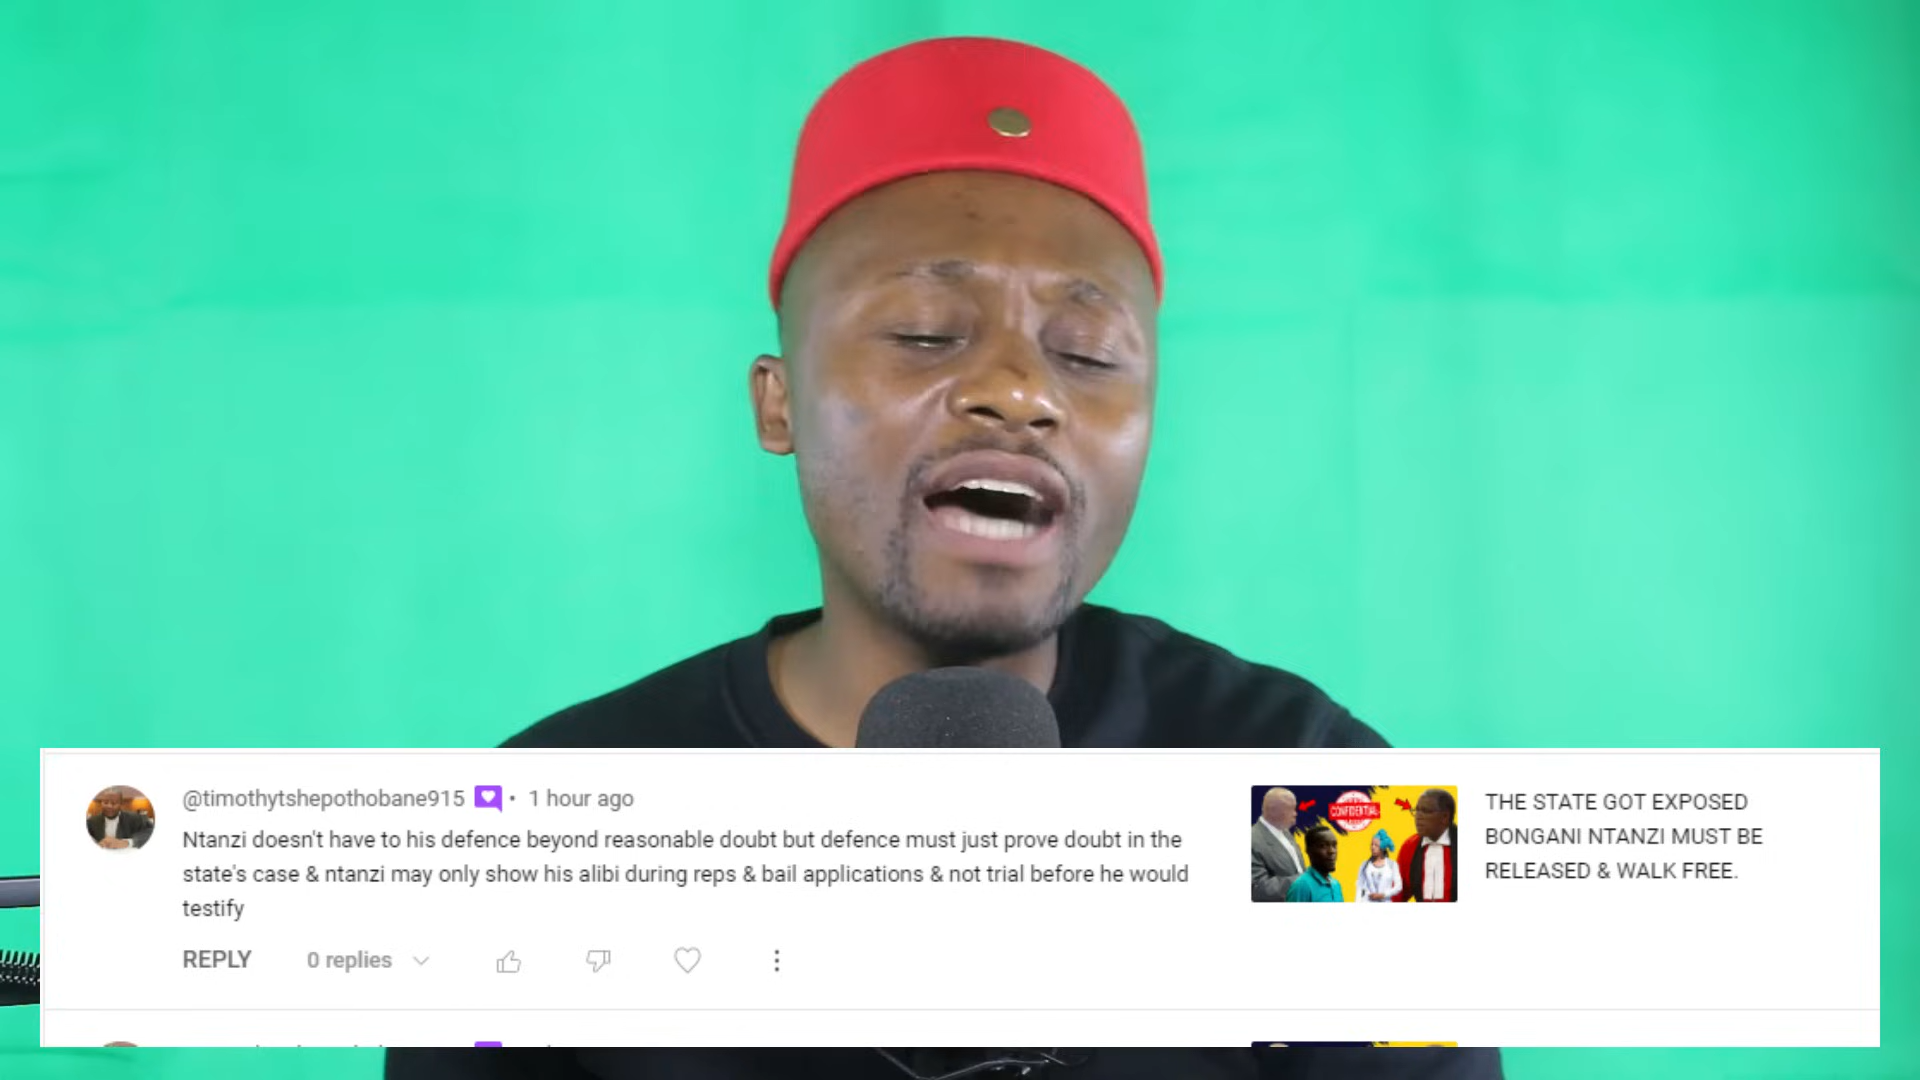 @timothytshepothobane915 • 1 hour ago
Ntanzi doesn't have to his defence beyond reasonable doubt but defence must just prove doubt in the
state's case & ntanzi may only show his alibi during reps & bail applications & not trial before he would
testify
REPLY 0 replies
CONFIDENTIAL
THE STATE GOT EXPOSED
BONGANI NTANZI MUST BE
RELEASED & WALK FREE.